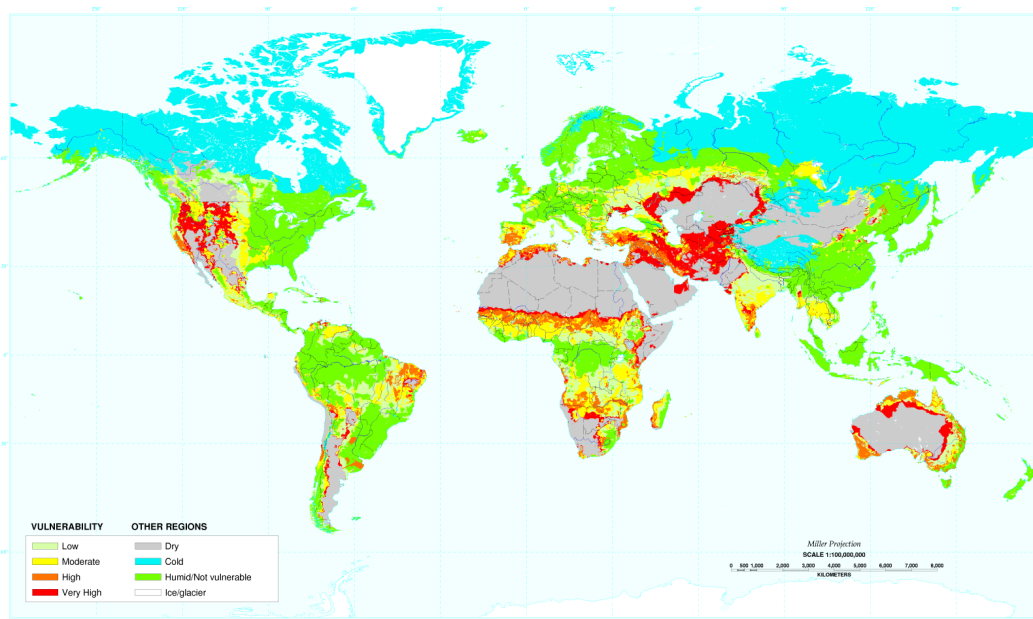 VULNERABILITY
Low
Moderate
High
Very High
OTHER REGIONS
Dry
Cold
Humid/Not vulnerable
Ice/glacier
Miller Projection
SCALE 1:100,000,000
0 500 1,000 2,000 3,000 4,000 5,000 6,000 7,000 8,000
KILOMETERS